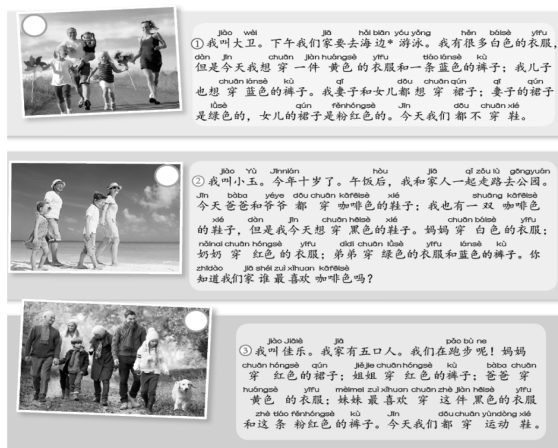 jiào wèi jiā hǎi biān yóu yǒng hěn báisè yīfu
①我叫大卫。下午我们家要去海边*游泳。我有很多白色的衣服,
dàn jīn chuān jiàn huángsè yīfu tiáo lánsè kù
但是今天我想穿一件黄色的衣服和一条蓝色的裤子;我儿子
chuān lánsè kù qī dōu chuān qún qī qún
也想穿蓝色的裤子。我妻子和女儿都想穿裙子;妻子的裙子
lǜsè qún fěnhóngsè Jīn dōu chuān xié
是绿色的,女儿的裙子是粉红色的。今天我们都不穿鞋。
jiào Yù Jīnnián hòu jiā qǐ zǒu lù gōngyuán
②我叫小玉。今年十岁了。午饭后,我和家人一起走路去公园。
Jīn bàba yéye dōu chuān kāfēisè xié shuāng kāfēisè
今天爸爸和爷爷都穿咖啡色的鞋子;我也有一双咖啡色
xié dàn jīn chuān hēisè xié chuān báisè yīfu
的鞋子,但是我今天想穿黑色的鞋子。妈妈穿白色的衣服;
nǎinai chuān hóngsè yīfu dìdi chuān lǜsè yīfu lánsè kù
奶奶穿红色的衣服;弟弟穿绿色的衣服和蓝色的裤子。你
zhīdào jiā shéi zuì xǐhuan kāfēisè
知道我们家谁最喜欢咖啡色吗?
jiào Jiālè jiā pǎo bù ne
③我叫佳乐。我家有五口人。我们在跑步呢!妈妈
chuān hóngsè qún jiějie chuān hóngsè kù bàba chuān
穿红色的裙子;姐姐穿红色的裤子;爸爸穿
huángsè yīfu mèimei zuì xǐhuan chuān zhè jiàn hēisè yīfu
黄色的衣服;妹妹最喜欢穿这件黑色的衣服
zhè tiáo fěnhóngsè kù Jīn dōu chuān yùndòng xié
和这条粉红色的裤子。今天我们都穿运动鞋。